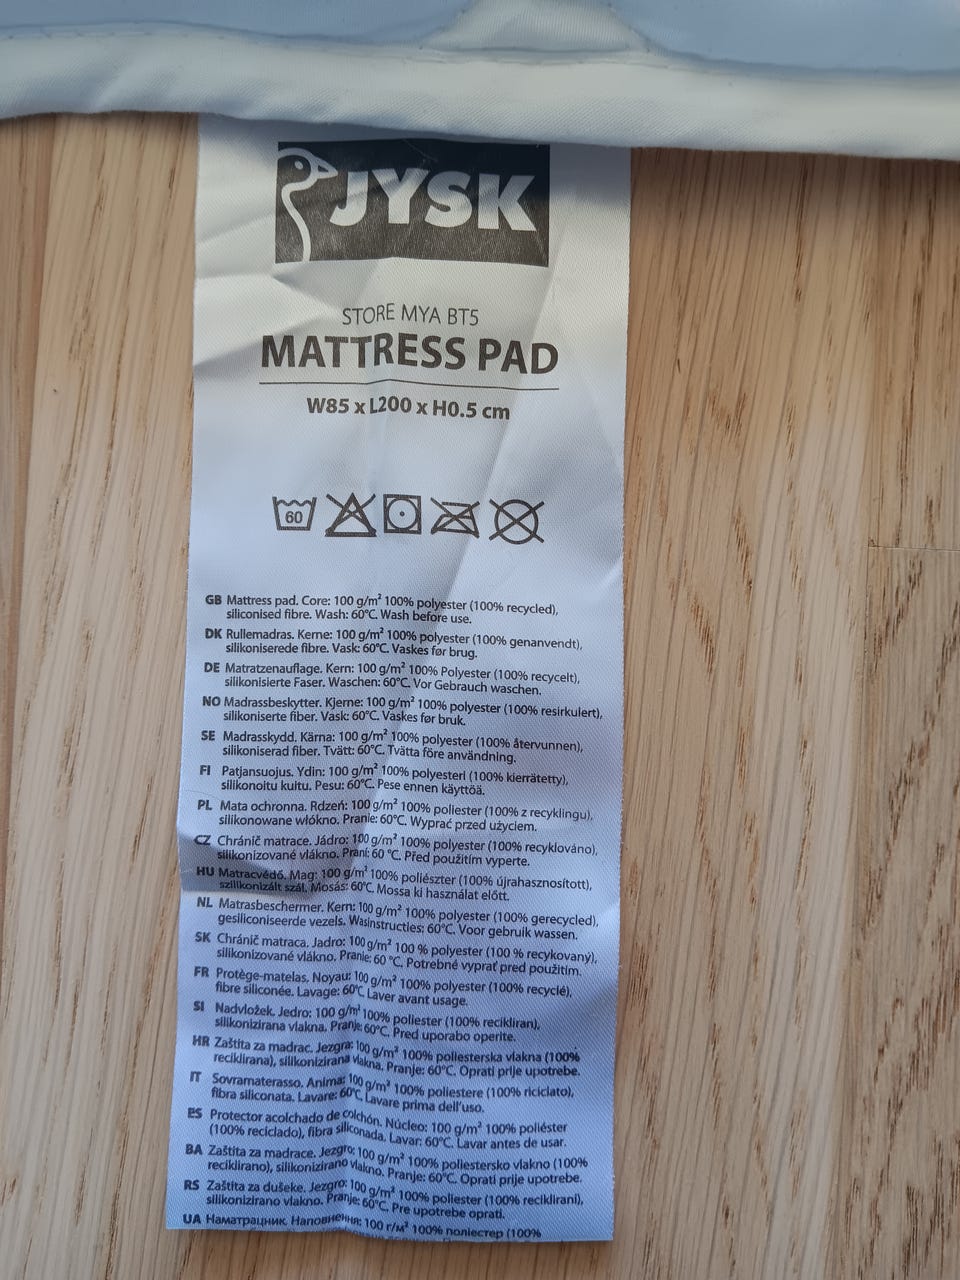 JYSK
STORE MYA BT5
MATTRESS PAD
W85 x L200 x H0.5 cm
60
GB Mattress pad. Core: 100 g/m² 100% polyester (100% recycled),
siliconised fibre. Wash: 60°C. Wash before use.
DK Rullemadras. Kerne: 100 g/m² 100% polyester (100% genanvendt),
silikoniserede fibre. Vask: 60°C. Vaskes før brug.
DE Matratzenauflage. Kern: 100 g/m² 100% Polyester (100% recycelt),
silikonisierte Faser. Waschen: 60°C. Vor Gebrauch waschen.
NO Madrassbeskytter. Kjerne: 100 g/m² 100% polyester (100% resirkulert),
silikoniserte fiber. Vask: 60°C. Vaskes før bruk.
SE Madrasskydd. Kärna: 100 g/m² 100% polyester (100% återvunnen),
silikoniserad fiber. Tvätt: 60°C. Tvätta före användning.
FI Patjansuojus. Ydin: 100 g/m² 100% polyesteri (100% kierrätetty),
silikonoitu kuitu. Pesu: 60°C. Pese ennen käyttöä.
PL Mata ochronna. Rdzeń: 100 g/m² 100% poliester (100% z recyklingu),
silikonowane włókno. Pranie: 60°C. Wyprać przed użyciem.
CZ Chránič matrace. Jádro: 100 g/m² 100% polyester (100% recyklováno),
silikonizované vlákno. Praní: 60 °C. Před použitím vyperte.
HU Matracvédő. Mag: 100 g/m² 100% poliészter (100% újrahasznosított),
szilikonizált szál. Mosás: 60°C. Mossa ki használat előtt.
NL Matrasbeschermer. Kern: 100 g/m² 100% polyester (100% gerecycled),
gesiliconiseerde vezels. Wasinstructies: 60°C. Voor gebruik wassen.
SK Chránič matraca. Jadro: 100 g/m² 100 % polyester (100 % recykovaný),
silikonizované vlákno. Pranie: 60 °C. Potrebné vyprať pred použitím.
FR Protège-matelas. Noyau: 100 g/m² 100% polyester (100% recyclé),
fibre siliconée. Lavage: 60°C Laver avant usage.
SI Nadvložek. Jedro: 100 g/m² 100% poliester (100% recikliran),
silikonizirana vlakna. Pranje: 60°C. Pred uporabo operite.
HR Zaštita za madrac. Jezgra: 100 g/m² 100% poliesterska vlakna (100%
reciklirana), silikonizirana vlakna. Pranje: 60°C. Oprati prije upotrebe.
IT Sovramaterasso. Anima: 100 g/m² 100% poliestere (100% riciclato),
fibra siliconata. Lavare: 60°C Lavare prima dell'uso.
ES Protector acolchado de colchón. Núcleo: 100 g/m² 100% poliéster
(100% reciclado), fibra siliconada. Lavar: 60°C. Lavar antes de usar.
BA Zaštita za madrace. Jezgro: 100 g/m² 100% poliestersko vlakno (100%
reciklirano), silikonizirano vlakno. Pranje: 60°C. Oprati prije upotrebe.
RS Zaštita za dušeke. Jezgro: 100 g/m² 100% poliester (100% reciklirani),
silikonizirano vlakno. Pranje: 60°C. Pre upotrebe oprati.
UA Наматрацник. Наповнення: 100 г/м² 100% поліестер (100%